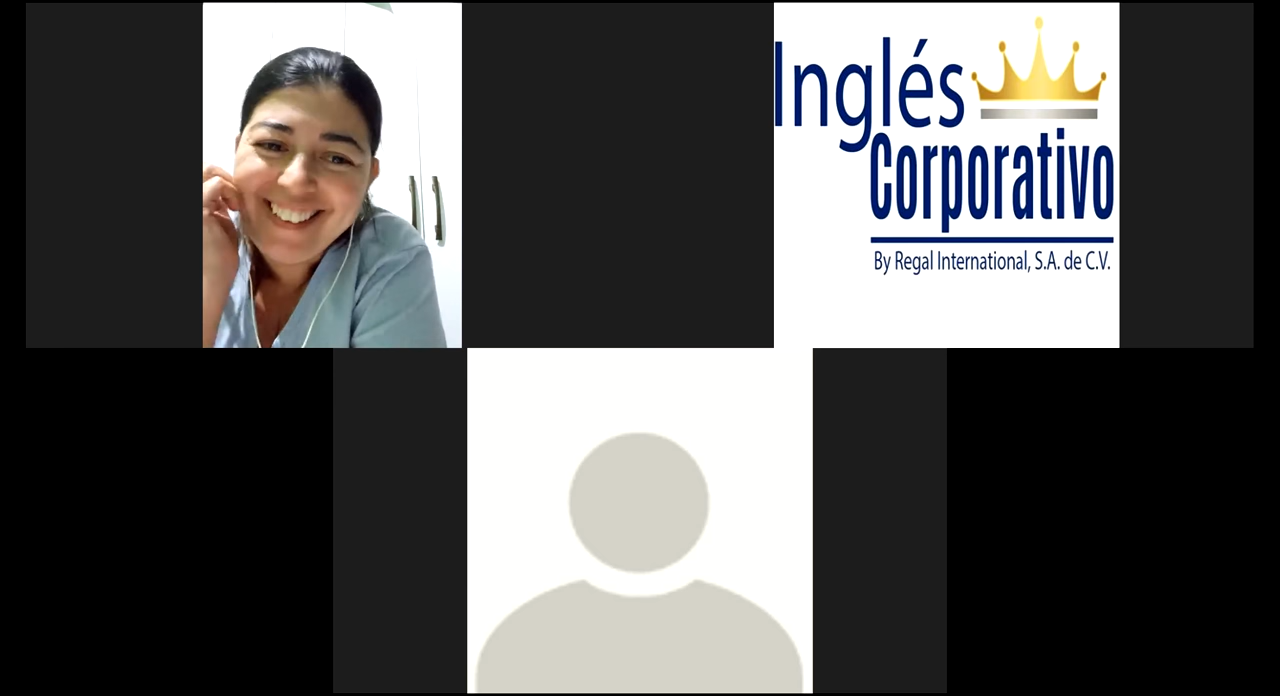 Inglés
Corporativo
By Regal International, S.A. de C.V.